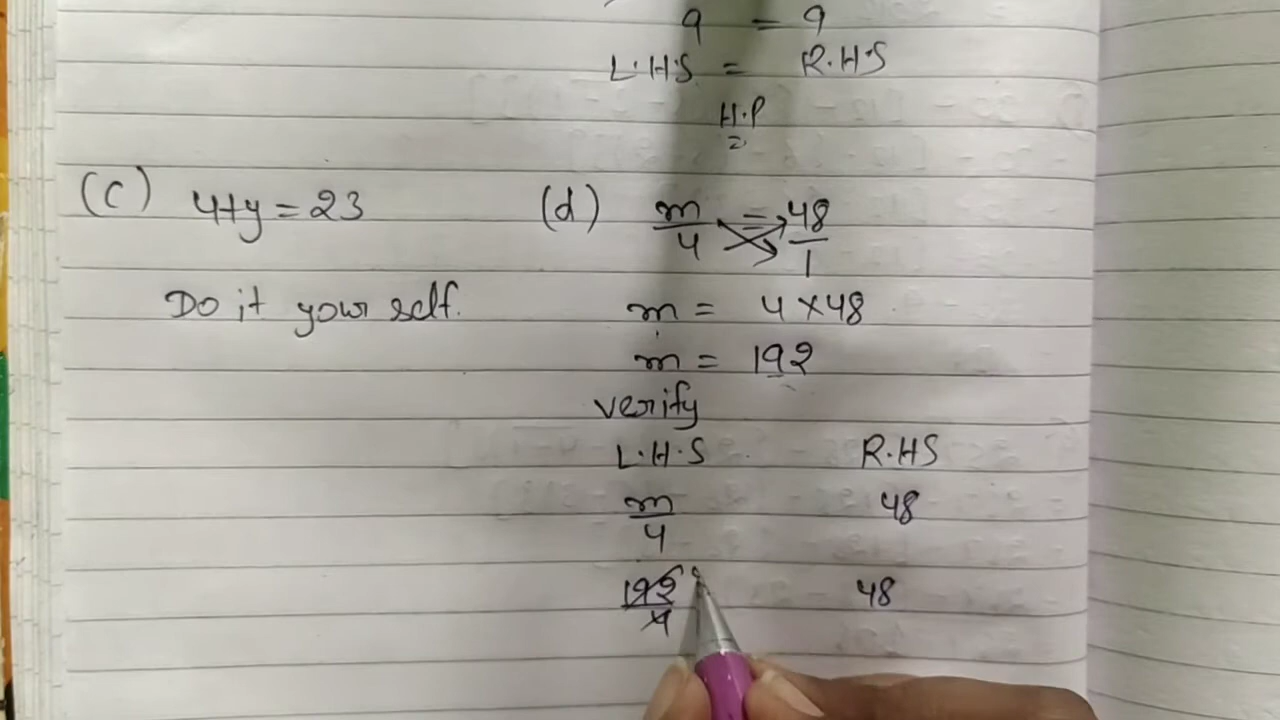 9 = 9
L.H.S = R.H.S
H.P
(c) 4+y = 23
Do it your self.
(d) m/4 = 48/1
m = 4 × 48
m = 192
verify
L.H.S R.HS
m/4 48
192/4 48